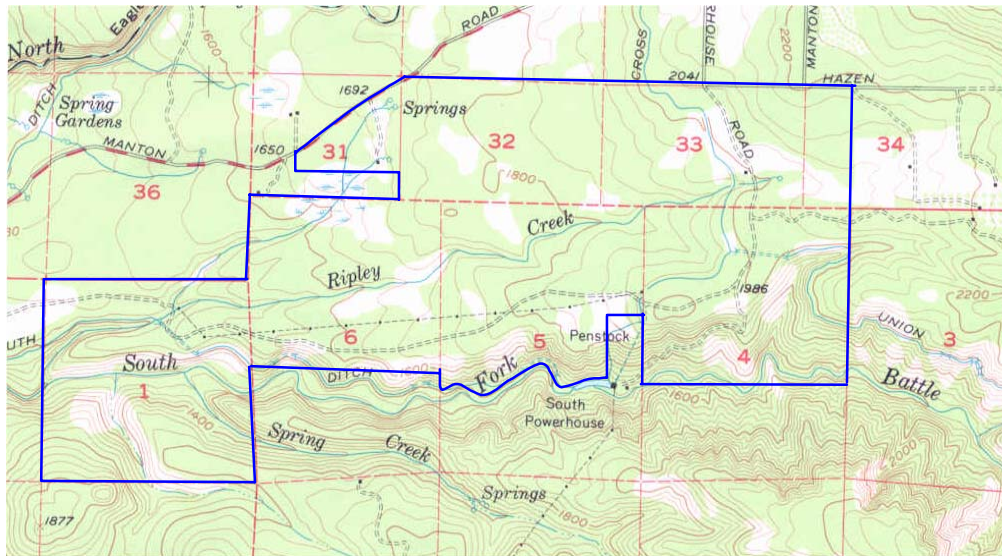 North
Eagle
1600
ROAD
CROSS
RHOUSE
2200
MANTON
2041
HAZEN
DITCH
Spring
Gardens
1692
Springs
MANTON
1650
31
32
33
ROAD
34
36
1800
Creek
Ripley
1986
2200
UTH
6
5
Penstock
4
UNION
3
South
DITCH
1600
Fork
1
South
Powerhouse
1600
Battle
1400
Spring
Creek
2000
Springs
1877
1800